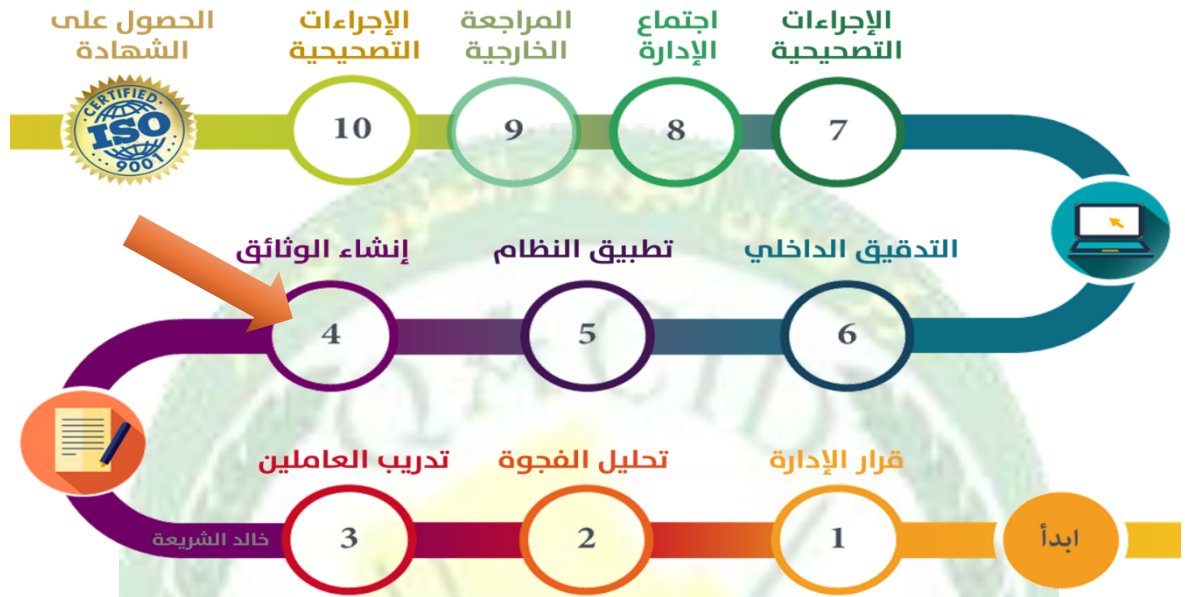 الحصول على الشهادة
الإجراءات التصحيحية
المراجعة الخارجية
اجتماع الإدارة
الإجراءات التصحيحية
CERTIFIED
ISO
9001
10
9
8
7
إنشاء الوثائق
تطبيق النظام
التدقيق الداخلي
4
5
6
تدريب العاملين
تحليل الفجوة
قرار الإدارة
خالد الشريعة
3
2
1
ابدأ